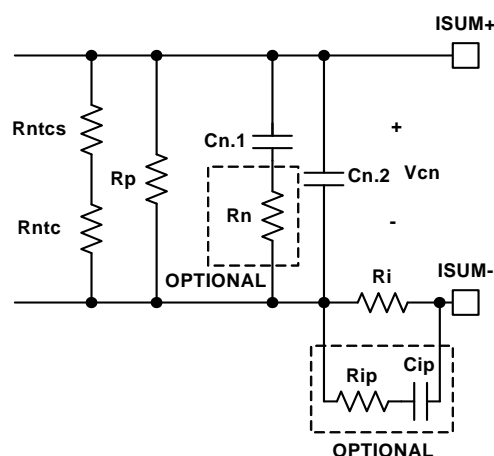 ISUM+
Rntcs
Cn.1
+
Rp
Cn.2
Vcn
Rntc
Rn
-
OPTIONAL
Ri
ISUM-
Rip
Cip
OPTIONAL